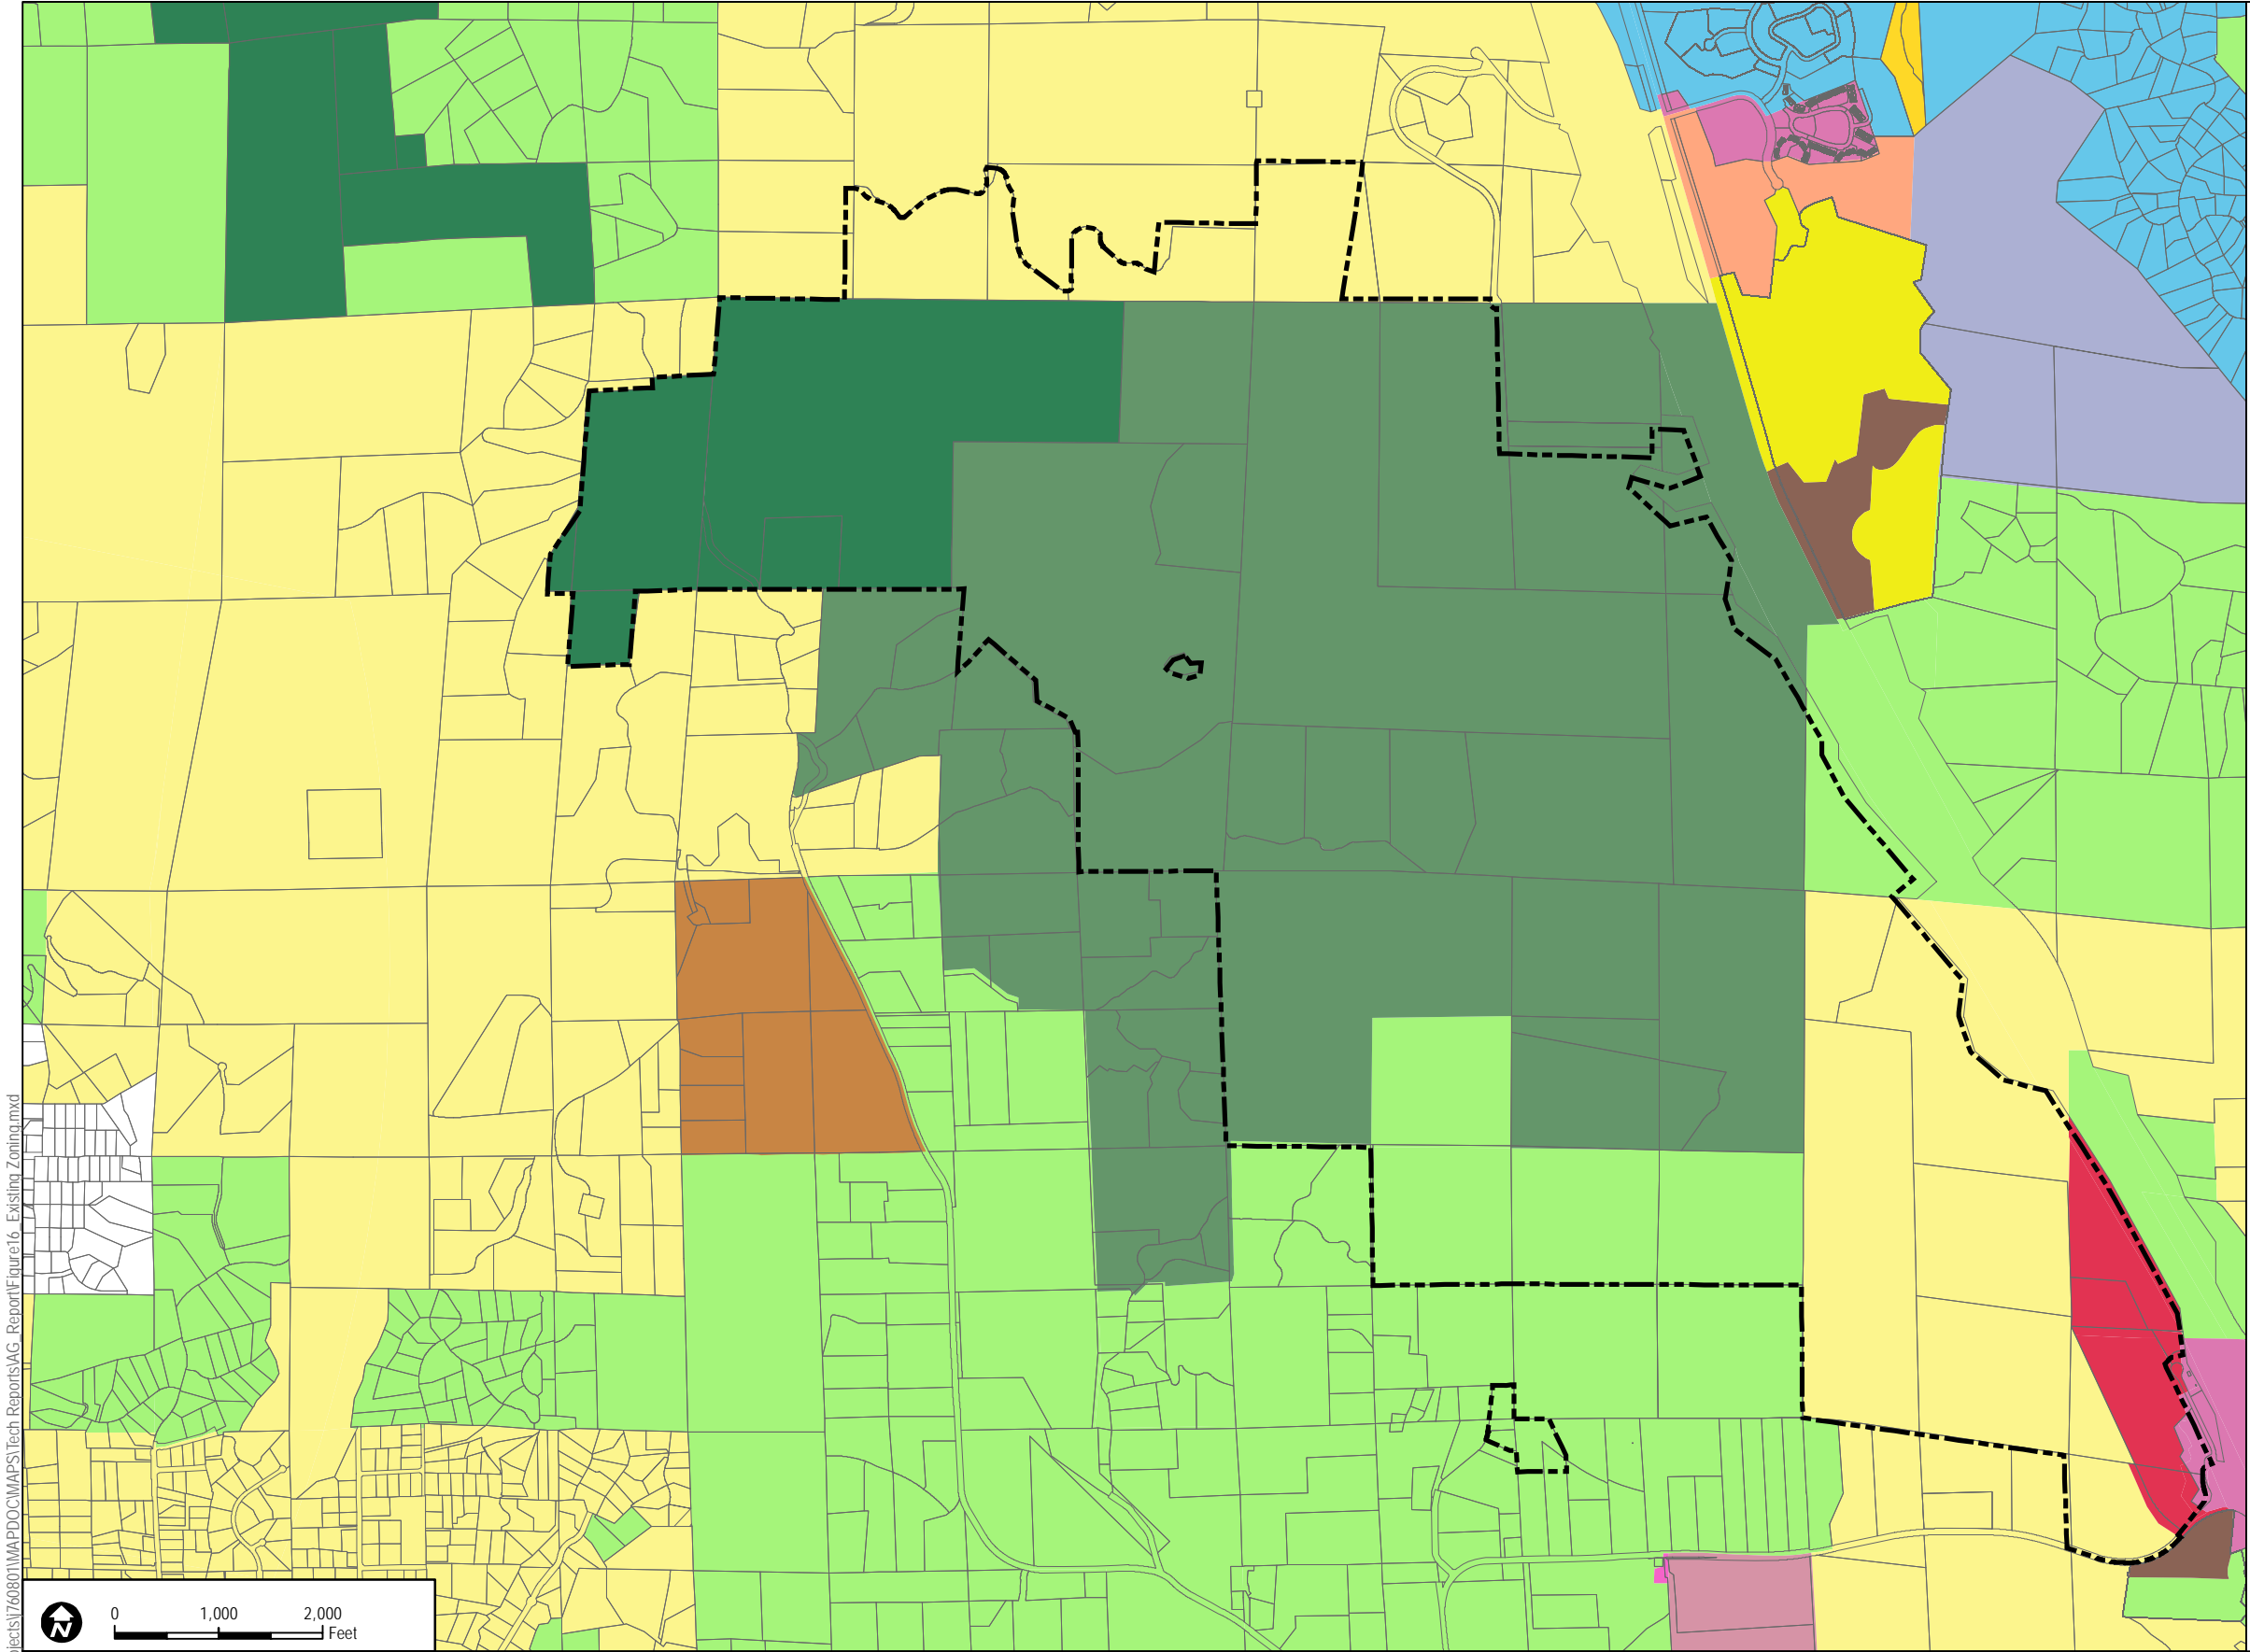 jects\i760801\MAPDOC\MAPS\Tech Reports\AG_Report\Figure16_Existing Zoning.mxd
N
0 1,000 2,000
Feet